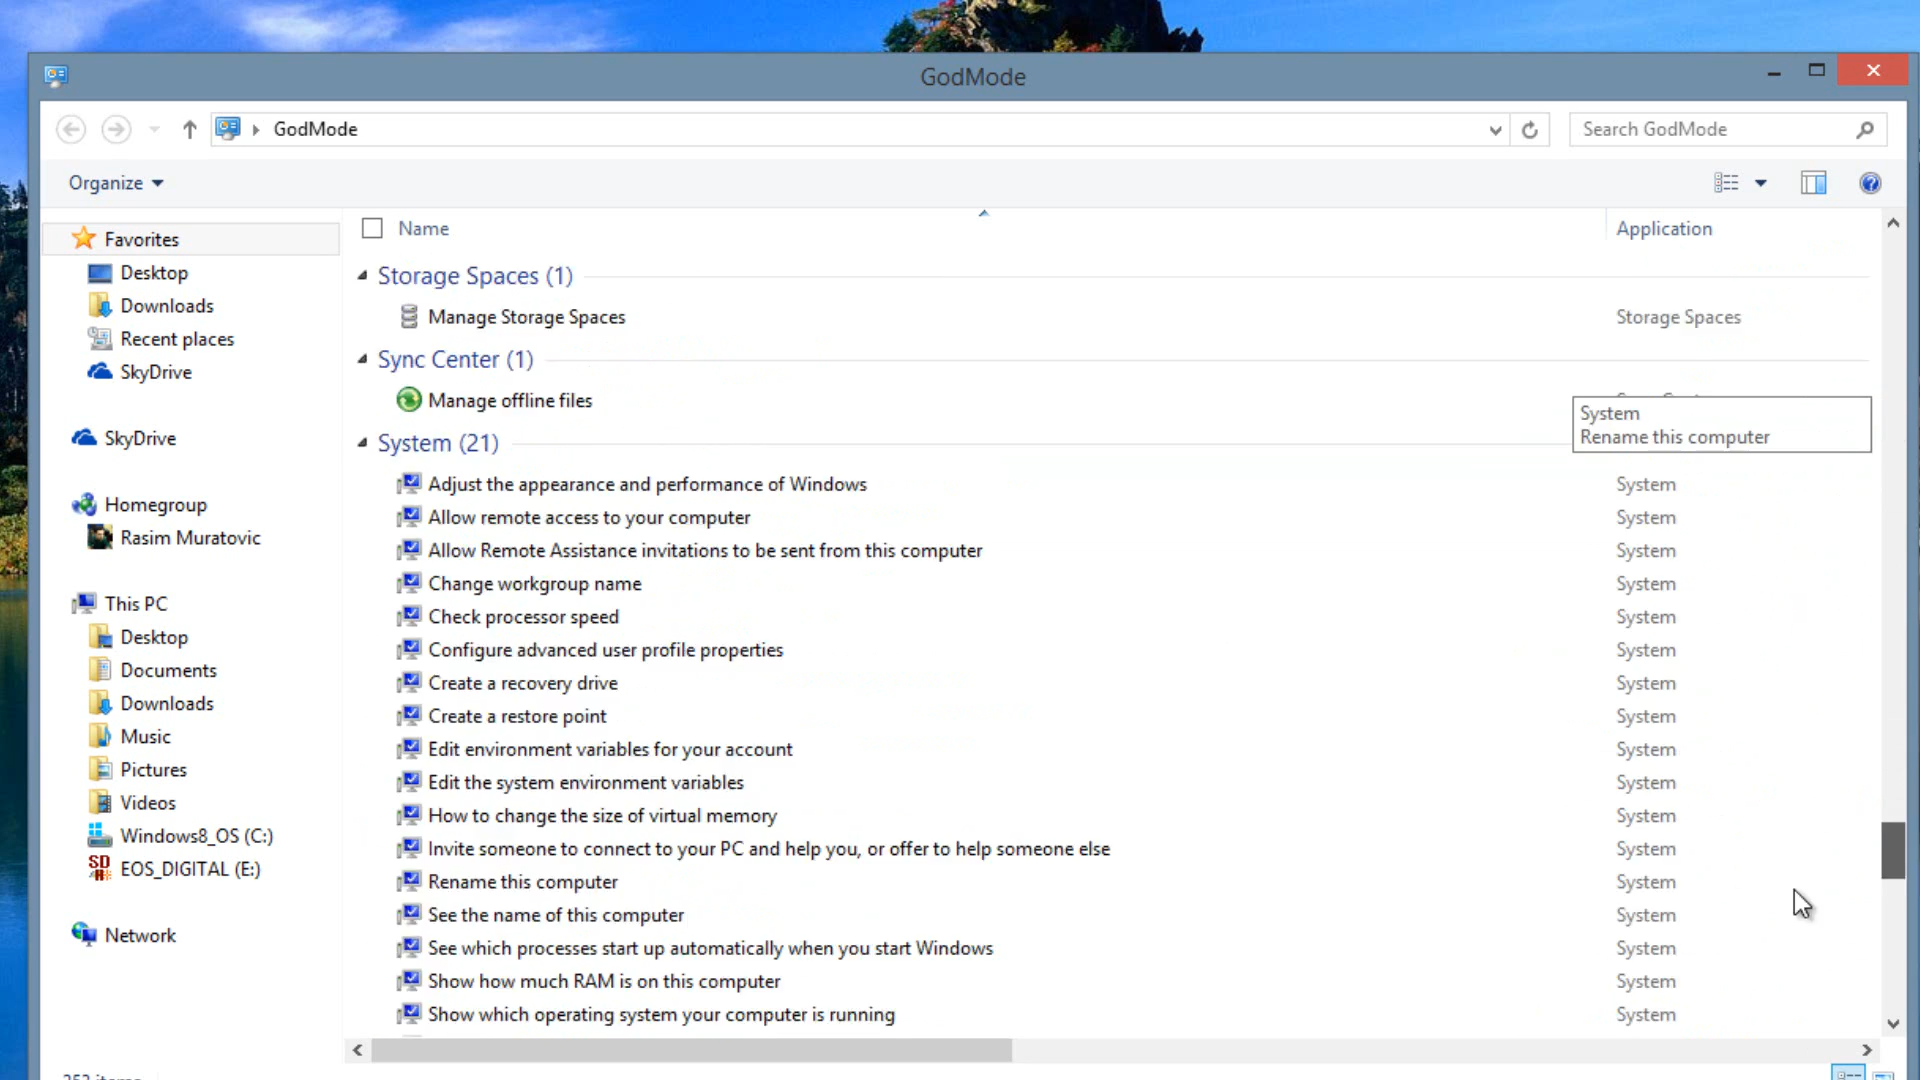 GodMode
GodMode
Search GodMode
Organize
Name
Application
Favorites
Desktop
Downloads
Recent places
SkyDrive
SkyDrive
Homegroup
Rasim Muratovic
This PC
Desktop
Documents
Downloads
Music
Pictures
Videos
Windows8_OS (C:)
SD
EOS_DIGITAL (E:)
Network
Storage Spaces (1)
Manage Storage Spaces Storage Spaces
Sync Center (1)
Manage offline files
System (21)
System
Rename this computer
Adjust the appearance and performance of Windows System
Allow remote access to your computer System
Allow Remote Assistance invitations to be sent from this computer System
Change workgroup name System
Check processor speed System
Configure advanced user profile properties System
Create a recovery drive System
Create a restore point System
Edit environment variables for your account System
Edit the system environment variables System
How to change the size of virtual memory System
Invite someone to connect to your PC and help you, or offer to help someone else System
Rename this computer System
See the name of this computer System
See which processes start up automatically when you start Windows System
Show how much RAM is on this computer System
Show which operating system your computer is running System